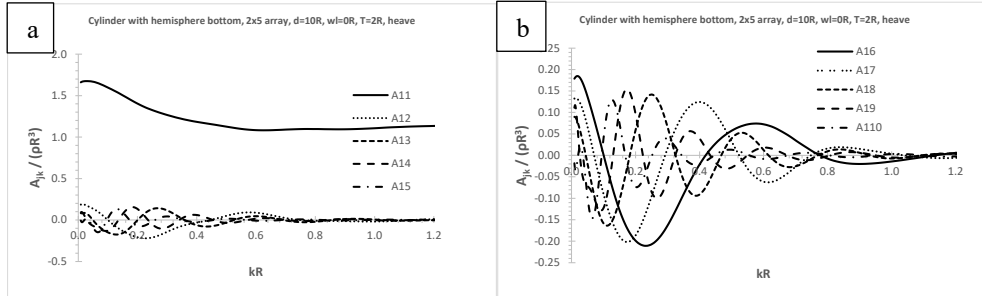 a
Cylinder with hemisphere bottom, 2x5 array, d=10R, wl=0R, T=2R, heave
2.0
1.5
1.0
0.5
0.0
-0.5
Ajk / (ρR³)
A11
A12
A13
A14
A15
0.0 0.2 0.4 0.6 0.8 1.0 1.2
kR
b
Cylinder with hemisphere bottom, 2x5 array, d=10R, wl=0R, T=2R, heave
0.25
0.20
0.15
0.10
0.05
0.00
-0.05
-0.10
-0.15
-0.20
-0.25
Ajk / (ρR³)
A16
A17
A18
A19
A110
0.0 0.2 0.4 0.6 0.8 1.0 1.2
kR